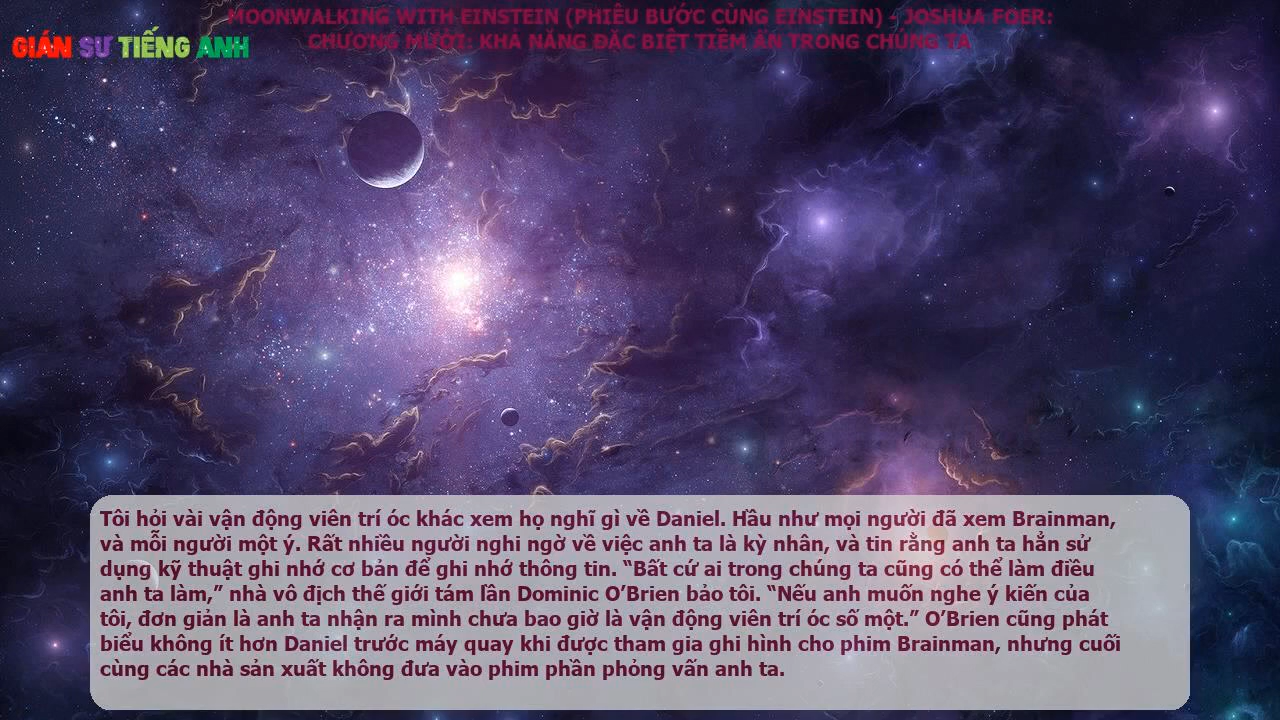 MOONWALKING WITH EINSTEIN (PHIÊU BƯỚC CÙNG EINSTEIN) - JOSHUA FOER:
CHƯƠNG MƯỜI: KHẢ NĂNG ĐẶC BIỆT TIỀM ẨN TRONG CHÚNG TA
GIÁN SƯ TIẾNG ANH
Tôi hỏi vài vận động viên trí óc khác xem họ nghĩ gì về Daniel. Hầu như mọi người đã xem Brainman,
và mỗi người một ý. Rất nhiều người nghi ngờ về việc anh ta là kỳ nhân, và tin rằng anh ta hẳn sử
dụng kỹ thuật ghi nhớ cơ bản để ghi nhớ thông tin. “Bất cứ ai trong chúng ta cũng có thể làm điều
anh ta làm,” nhà vô địch thế giới tám lần Dominic O’Brien bảo tôi. “Nếu anh muốn nghe ý kiến của
tôi, đơn giản là anh ta nhận ra mình chưa bao giờ là vận động viên trí óc số một.” O’Brien cũng phát
biểu không ít hơn Daniel trước máy quay khi được tham gia ghi hình cho phim Brainman, nhưng cuối
cùng các nhà sản xuất không đưa vào phim phần phỏng vấn anh ta.